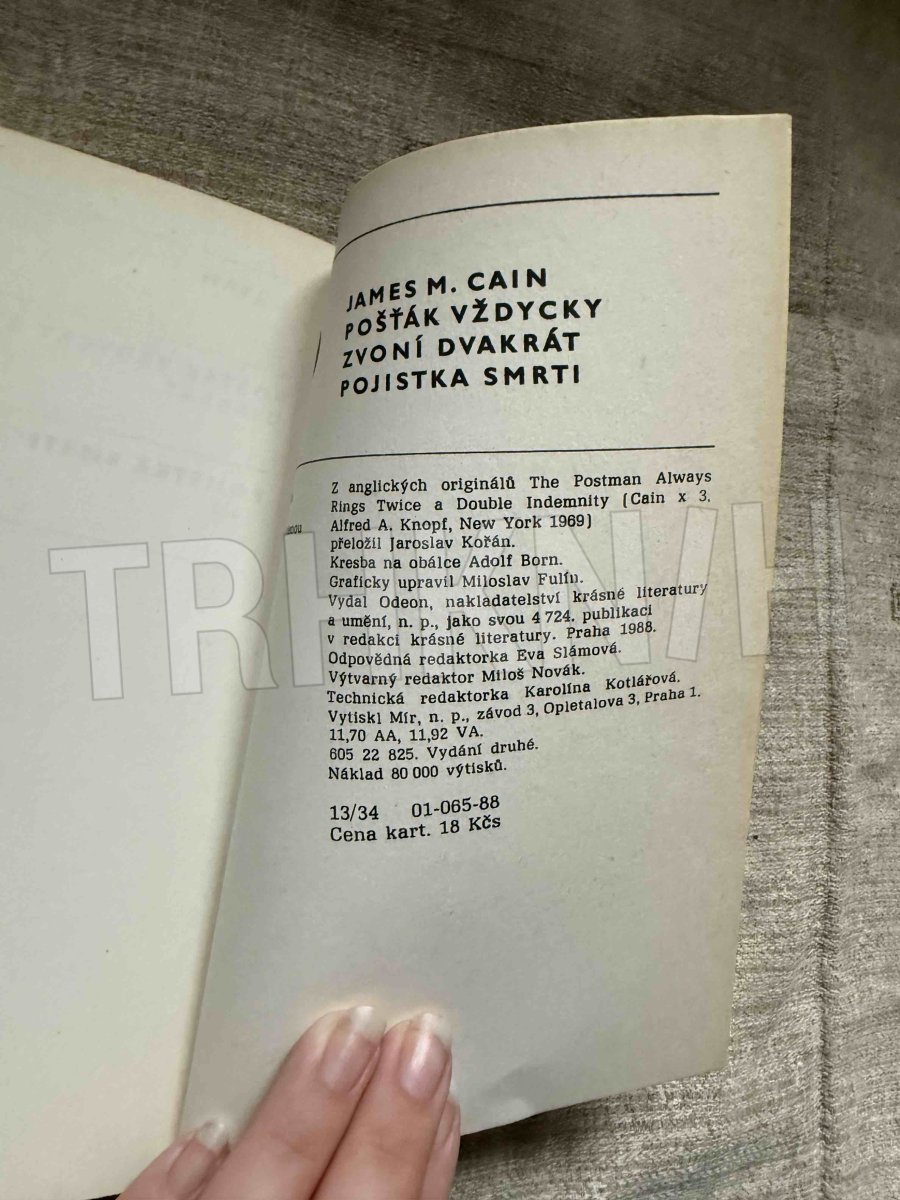 JAMES M. CAIN
POŠŤÁK VŽDYCKY
ZVONÍ DVAKRÁT
POJISTKA SMRTI
Z anglických originálů The Postman Always
Rings Twice a Double Indemnity (Cain x 3,
Alfred A. Knopf, New York 1969)
přeložil Jaroslav Kořán.
Kresba na obálce Adolf Born.
Graficky upravil Miloslav Fulín.
Vydal Odeon, nakladatelství krásné literatury
a umění, n. p., jako svou 4 724. publikaci
v redakci krásné literatury. Praha 1988.
Odpovědná redaktorka Eva Slámová.
Výtvarný redaktor Miloš Novák.
Technická redaktorka Karolína Kotlářová.
Vytiskl Mír, n. p., závod 3, Opletalova 3, Praha 1.
11,70 AA, 11,92 VA.
605 22 825. Vydání druhé.
Náklad 80 000 výtisků.
13/34 01-065-88
Cena kart. 18 Kčs